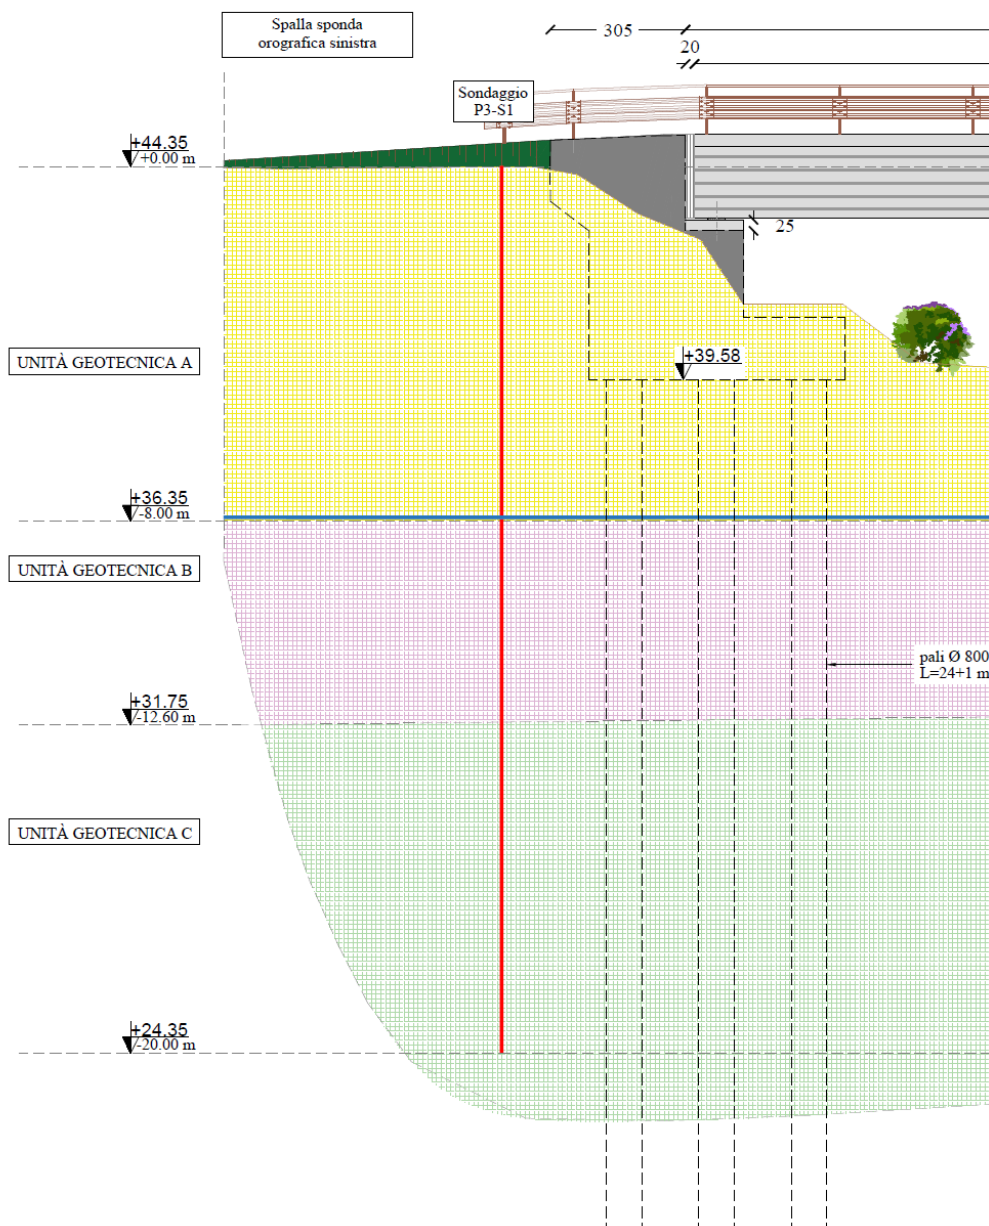 Spalla sponda
orografica sinistra
305
20
Sondaggio
P3-S1
+44.35
+0.00 m
25
UNITÀ GEOTECNICA A
+39.58
+36.35
-8.00 m
UNITÀ GEOTECNICA B
pali Ø 800
L=24+1 m
+31.75
-12.60 m
UNITÀ GEOTECNICA C
+24.35
-20.00 m